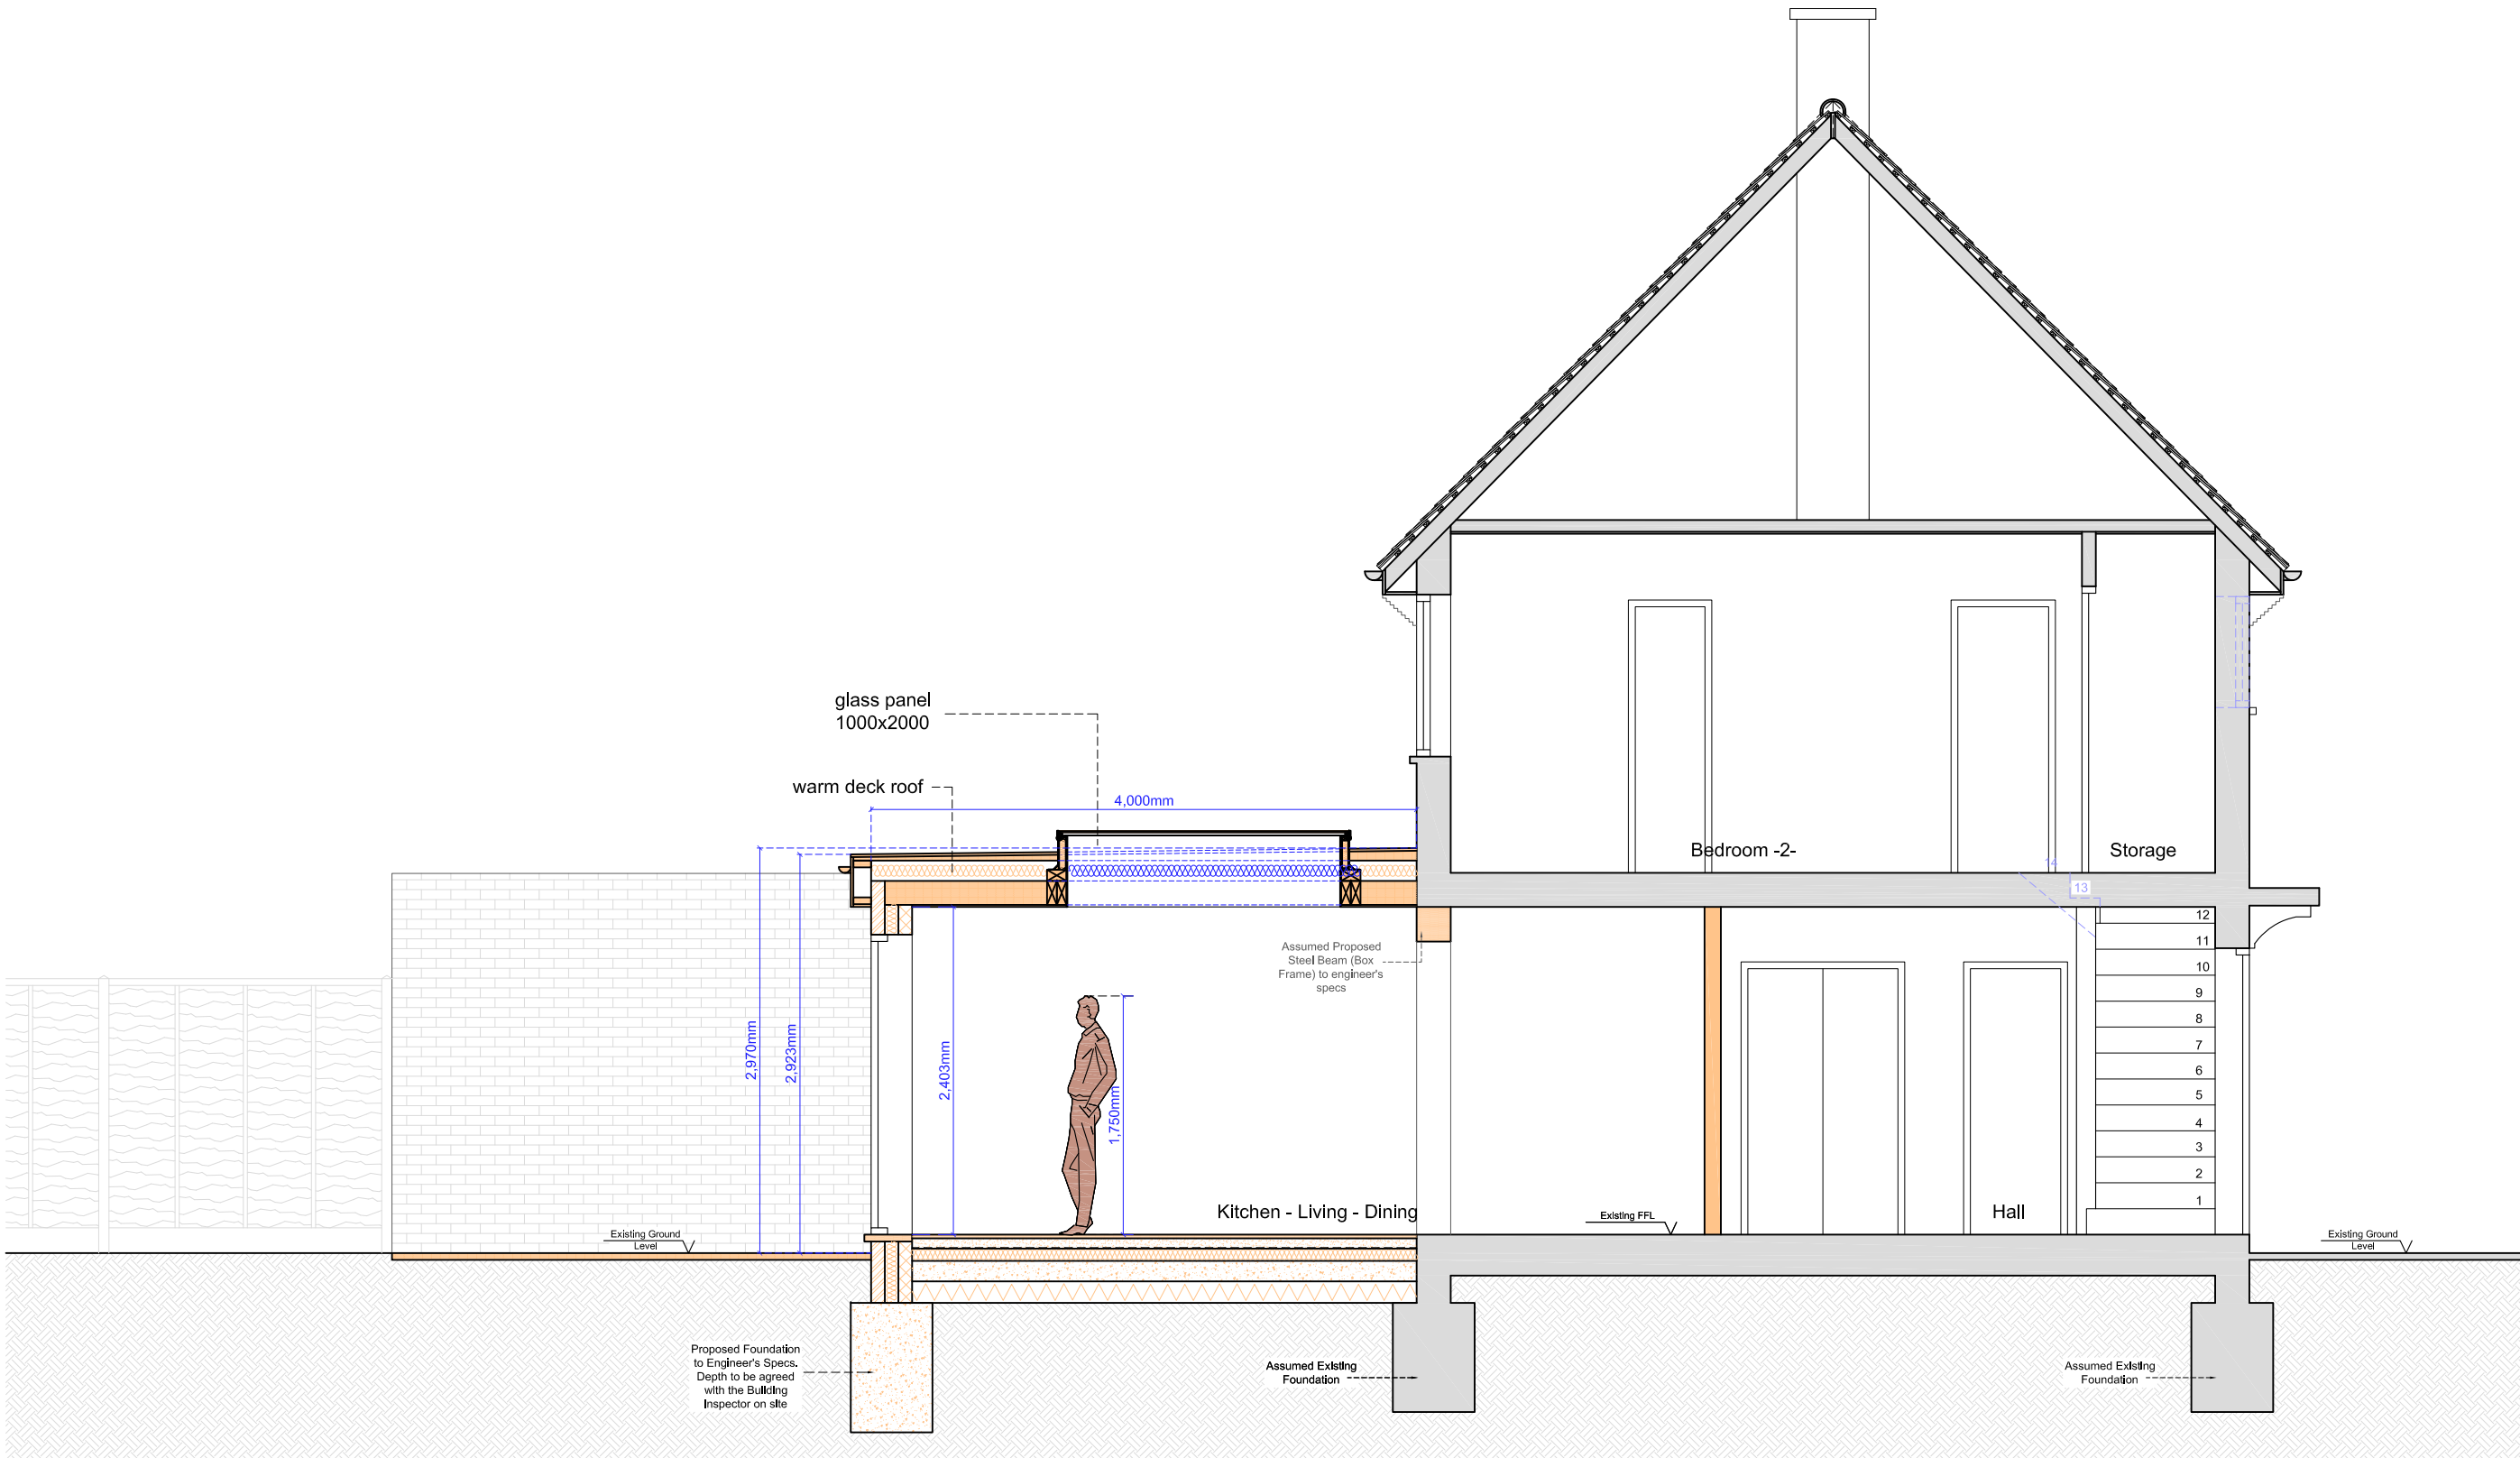 glass panel
1000x2000
warm deck roof
4,000mm
Bedroom -2-
Storage
14
13
12
11
10
9
8
7
6
5
4
3
2
1
Assumed Proposed
Steel Beam (Box
Frame) to engineer's
specs
2,970mm
2,923mm
2,403mm
1,750mm
Kitchen - Living - Dining
Existing FFL
Hall
Existing Ground
Level
Existing Ground
Level
Proposed Foundation
to Engineer's Specs.
Depth to be agreed
with the Building
Inspector on site
Assumed Existing
Foundation
Assumed Existing
Foundation